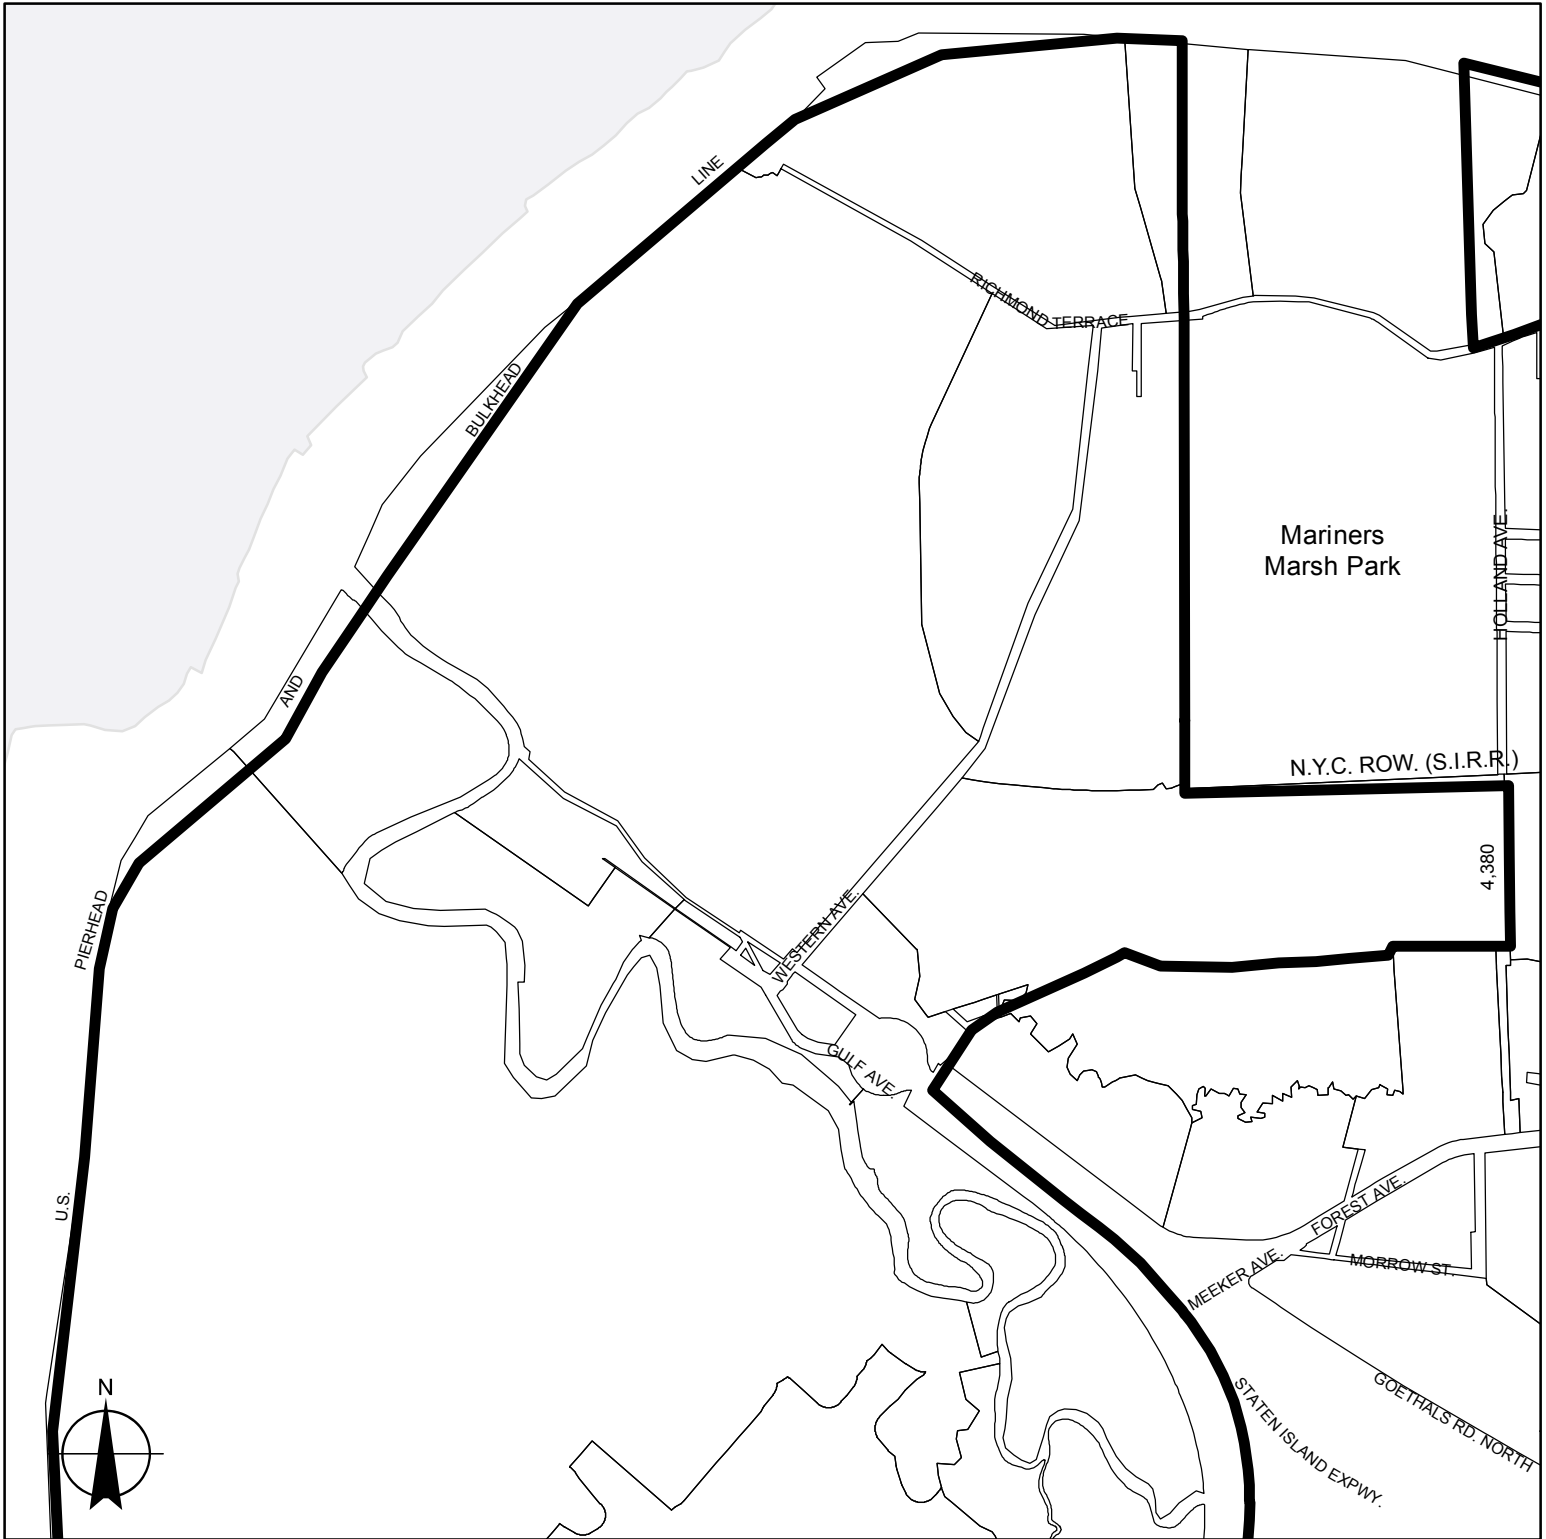 LINE
RICHMOND TERRACE
BULKHEAD
Mariners
Marsh Park
HOLLAND AVE.
AND
N.Y.C. ROW. (S.I.R.R.)
4,380
PIERHEAD
WESTERN AVE.
GULF AVE.
U.S.
FOREST AVE.
MEEKER AVE.
MORROW ST.
GOETHALS RD. NORTH
STATEN ISLAND EXPWY.
N